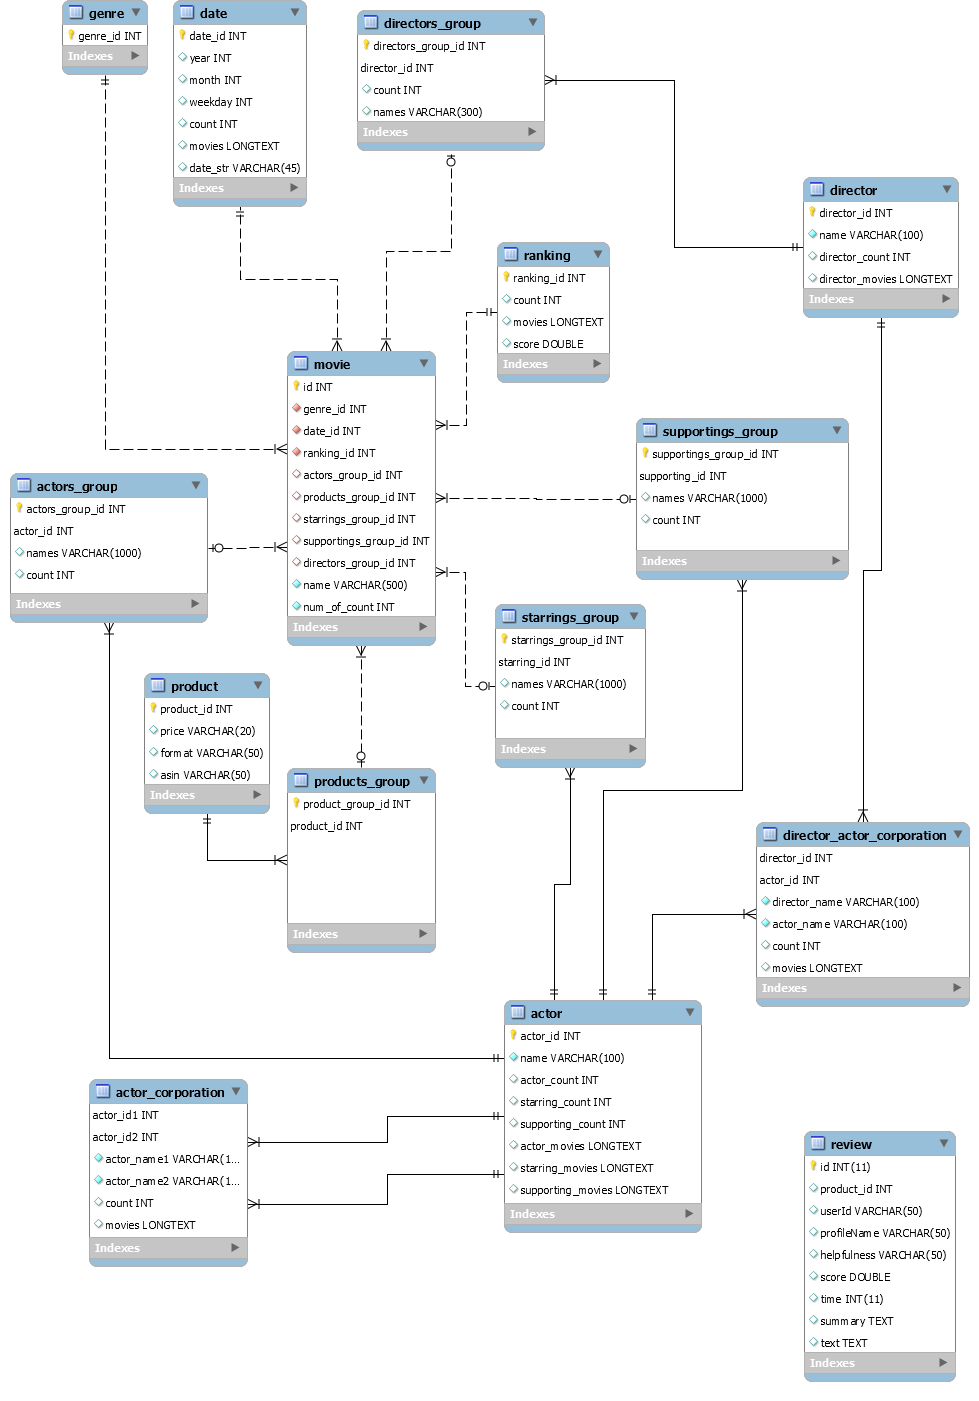 genre
genre_id INT
Indexes
date
date_id INT
year INT
month INT
weekday INT
count INT
movies LONGTEXT
date_str VARCHAR(45)
Indexes
directors_group
directors_group_id INT
director_id INT
count INT
names VARCHAR(300)
Indexes
director
director_id INT
name VARCHAR(100)
director_count INT
director_movies LONGTEXT
Indexes
ranking
ranking_id INT
count INT
movies LONGTEXT
score DOUBLE
Indexes
movie
id INT
genre_id INT
date_id INT
ranking_id INT
actors_group_id INT
products_group_id INT
starrings_group_id INT
supportings_group_id INT
directors_group_id INT
name VARCHAR(500)
num_of_count INT
Indexes
supportings_group
supportings_group_id INT
supporting_id INT
names VARCHAR(1000)
count INT
Indexes
actors_group
actors_group_id INT
actor_id INT
names VARCHAR(1000)
count INT
Indexes
starrings_group
starrings_group_id INT
starring_id INT
names VARCHAR(1000)
count INT
Indexes
product
product_id INT
price VARCHAR(20)
format VARCHAR(50)
asin VARCHAR(50)
Indexes
products_group
product_group_id INT
product_id INT
Indexes
director_actor_corporation
director_id INT
actor_id INT
director_name VARCHAR(100)
actor_name VARCHAR(100)
count INT
movies LONGTEXT
Indexes
actor
actor_id INT
name VARCHAR(100)
actor_count INT
starring_count INT
supporting_count INT
actor_movies LONGTEXT
starring_movies LONGTEXT
supporting_movies LONGTEXT
Indexes
actor_corporation
actor_id1 INT
actor_id2 INT
actor_name1 VARCHAR(1...
actor_name2 VARCHAR(1...
count INT
movies LONGTEXT
Indexes
review
id INT(11)
product_id INT
userId VARCHAR(50)
profileName VARCHAR(50)
helpfulness VARCHAR(50)
score DOUBLE
time INT(11)
summary TEXT
text TEXT
Indexes